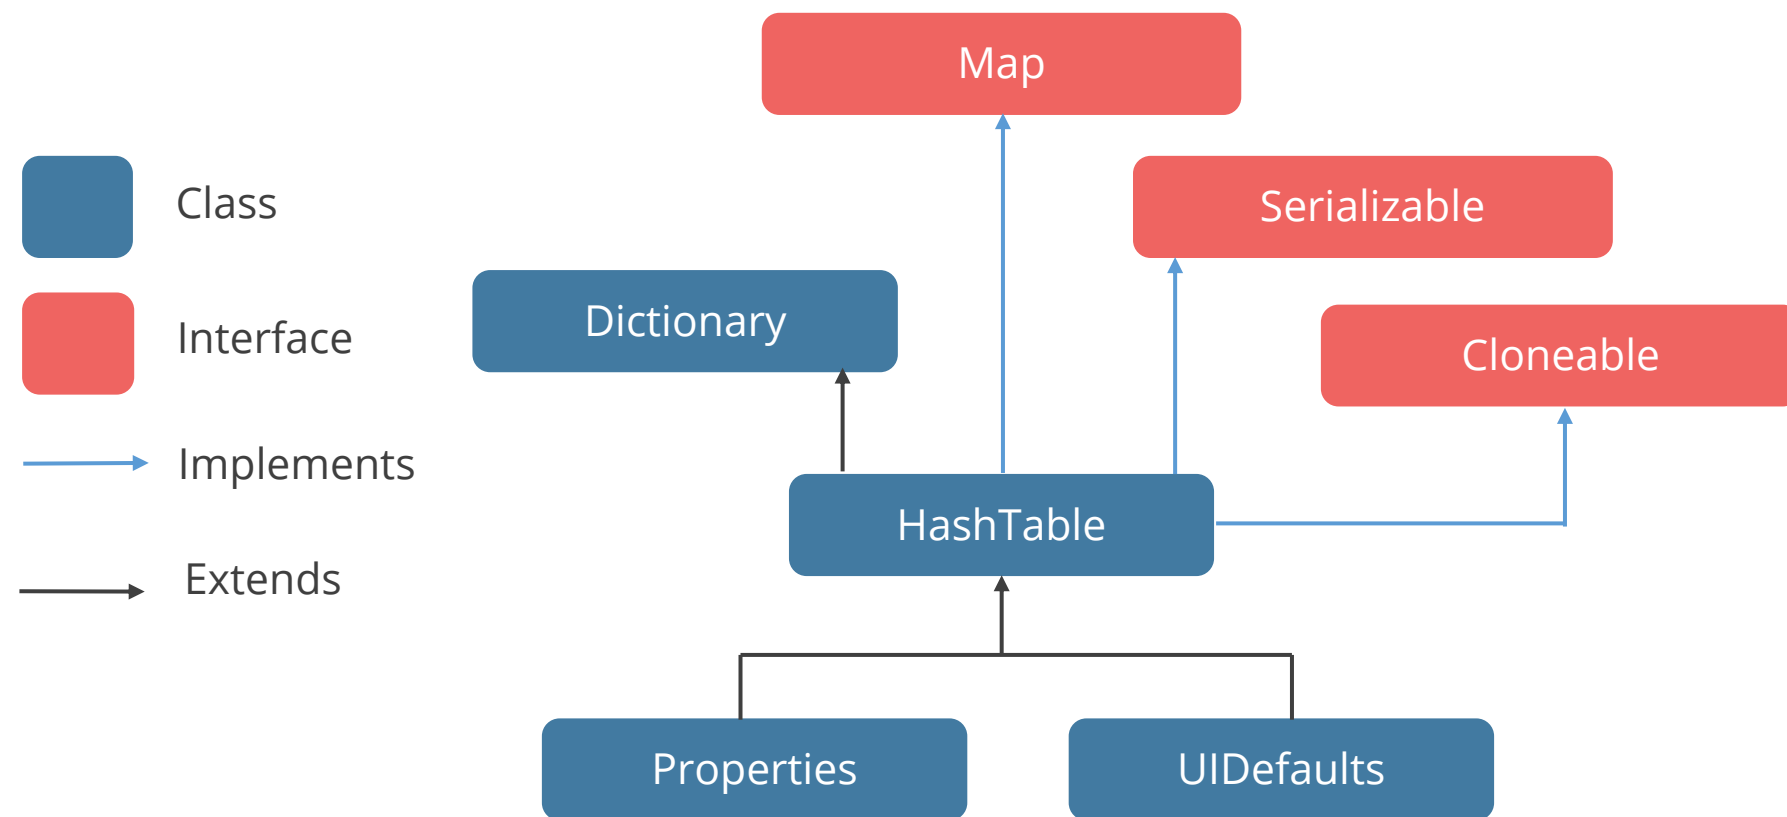 Map
Class
Serializable
Interface
Dictionary
Cloneable
Implements
HashTable
Extends
Properties
UIDefaults